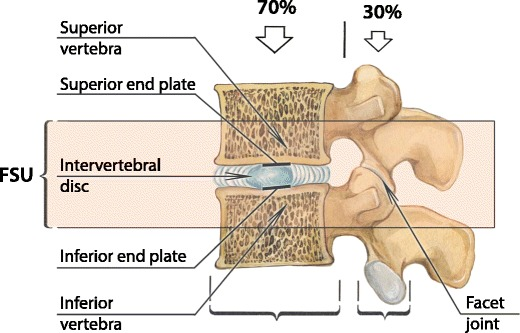 70%
30%
Superior
vertebra
Superior end plate
FSU
Intervertebral
disc
Inferior end plate
Inferior
vertebra
Facet
joint